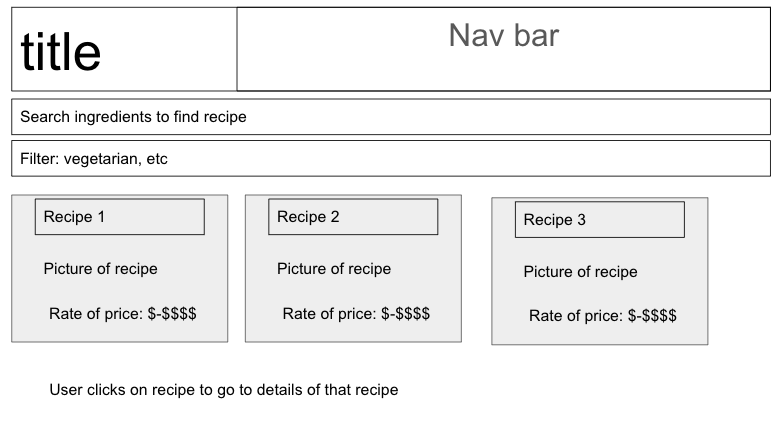 title
Nav bar
Search ingredients to find recipe
Filter: vegetarian, etc
Recipe 1
Picture of recipe
Rate of price: $-$$$$
Recipe 2
Picture of recipe
Rate of price: $-$$$$
Recipe 3
Picture of recipe
Rate of price: $-$$$$
User clicks on recipe to go to details of that recipe